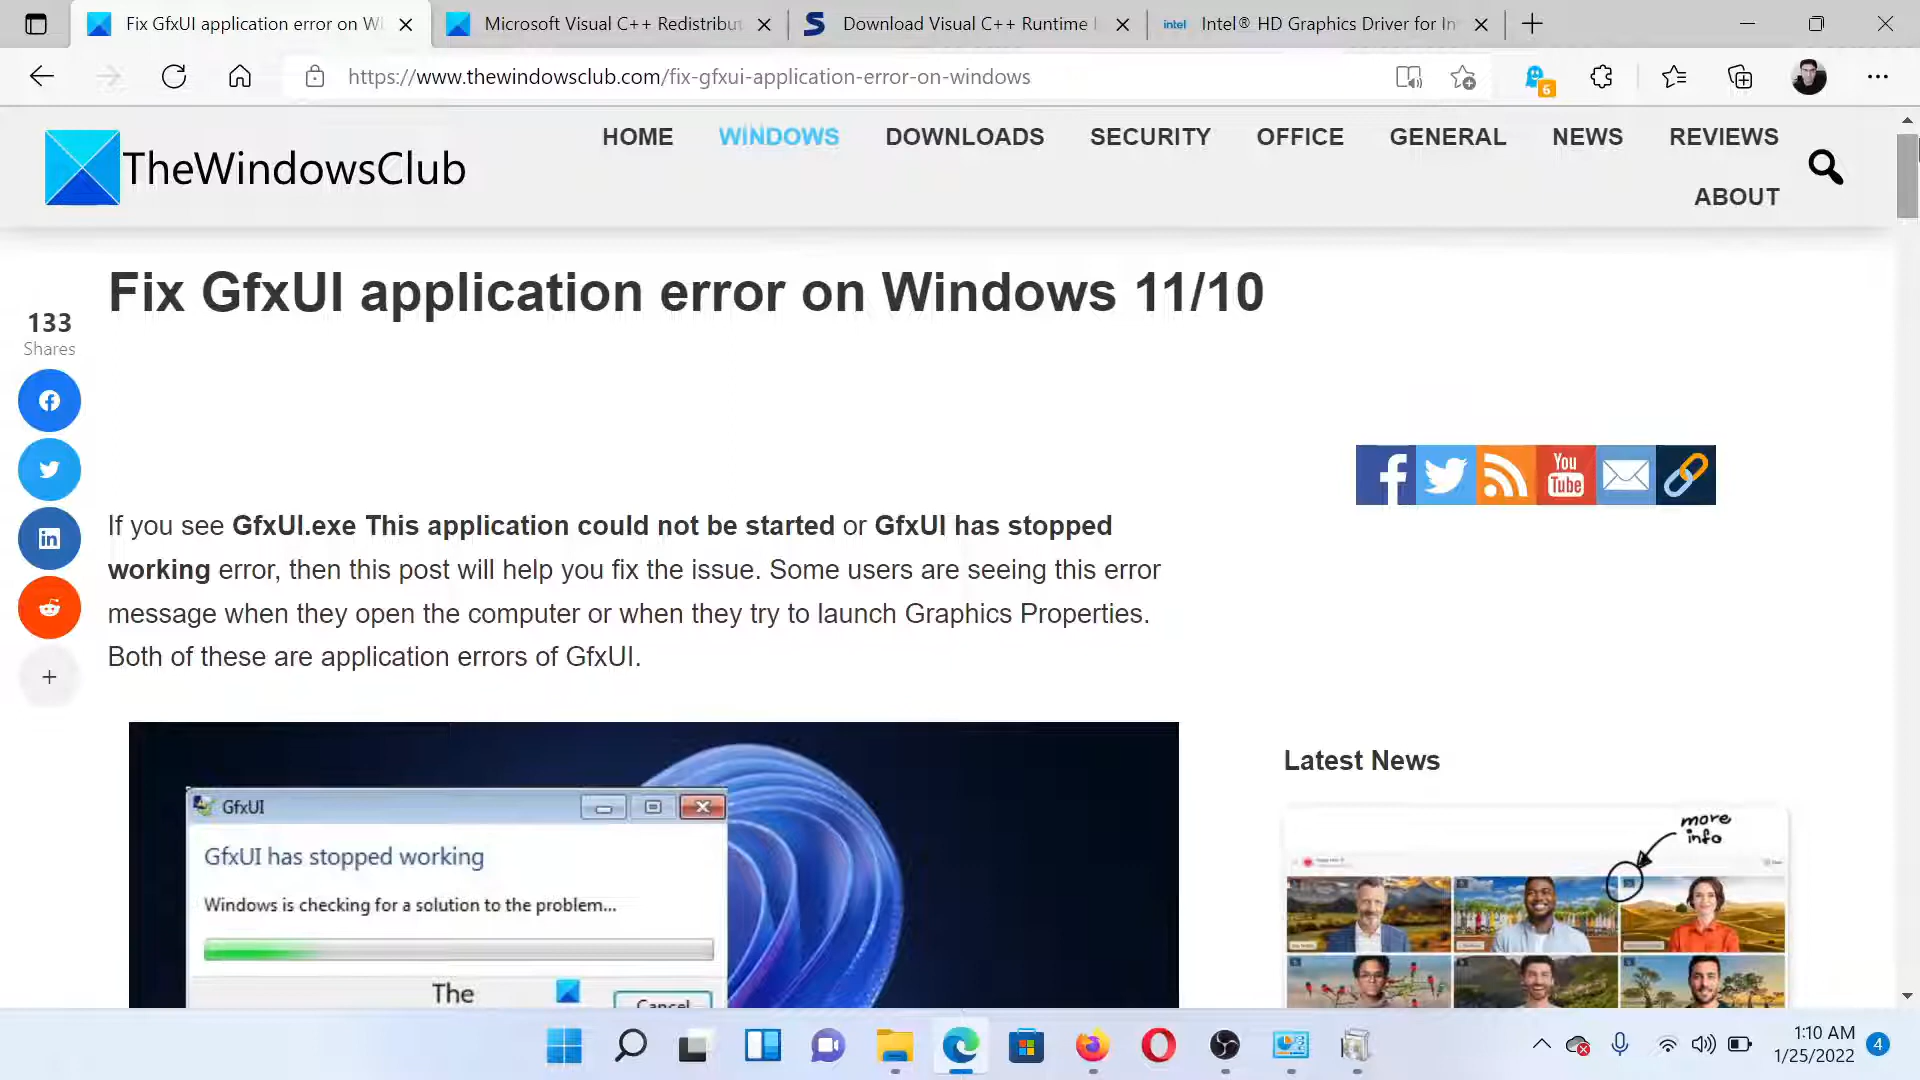 Fix GfxUI application error on Wi
Microsoft Visual C++ Redistribut
Download Visual C++ Runtime
intel
Intel® HD Graphics Driver for In
https://www.thewindowsclub.com/fix-gfxui-application-error-on-windows
6
TheWindowsClub
HOME
WINDOWS
DOWNLOADS
SECURITY
OFFICE
GENERAL
NEWS
REVIEWS
ABOUT
Fix GfxUI application error on Windows 11/10
133
Shares
You
Tube
If you see GfxUI.exe This application could not be started or GfxUI has stopped
working error, then this post will help you fix the issue. Some users are seeing this error
message when they open the computer or when they try to launch Graphics Properties.
Both of these are application errors of GfxUI.
Latest News
more
info
GfxUI
GfxUI has stopped working
Windows is checking for a solution to the problem...
The
Cancel
1:10 AM
1/25/2022
4